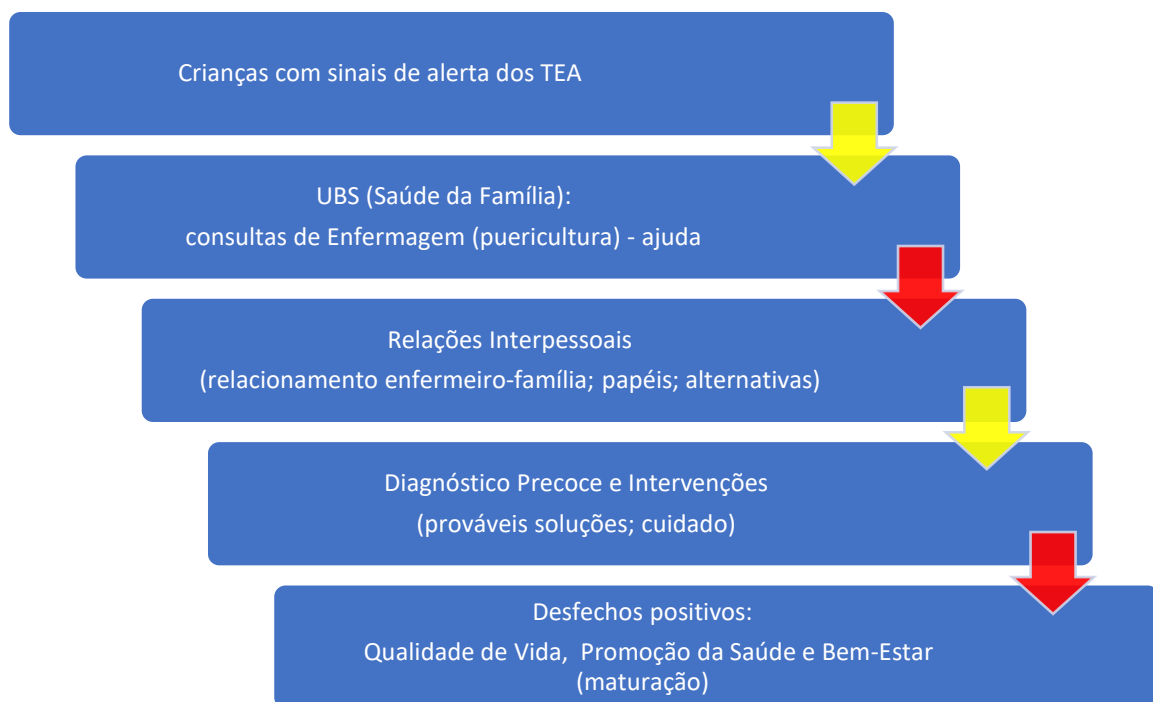 Crianças com sinais de alerta dos TEA
UBS (Saúde da Família):
consultas de Enfermagem (puericultura) - ajuda
Relações Interpessoais
(relacionamento enfermeiro-família; papéis; alternativas)
Diagnóstico Precoce e Intervenções
(prováveis soluções; cuidado)
Desfechos positivos:
Qualidade de Vida, Promoção da Saúde e Bem-Estar
(maturação)